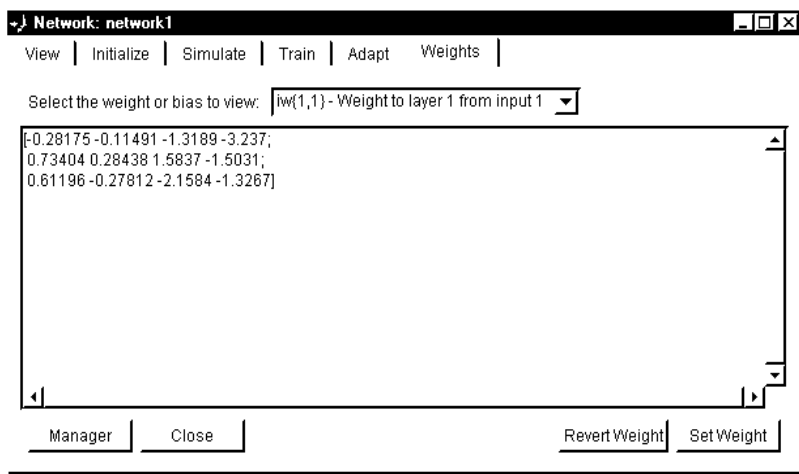 Network: network1
View Initialize Simulate Train Adapt Weights
Select the weight or bias to view: iw{1,1} - Weight to layer 1 from input 1
[-0.28175 -0.11491 -1.3189 -3.237;
0.73404 0.28438 1.5837 -1.5031;
0.61196 -0.27812 -2.1584 -1.3267]
Manager Close Revert Weight Set Weight